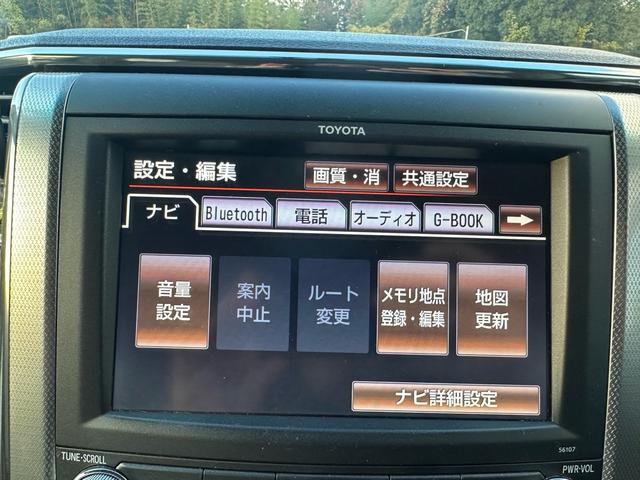 TOYOTA
設定・編集
画質・消
共通設定
ナビ
Bluetooth
電話
オーディオ
G-BOOK
音量
設定
案内
中止
ルート
変更
メモリ地点
登録・編集
地図
更新
ナビ詳細設定
56107
TUNE·SCROLL
PWR·VOL